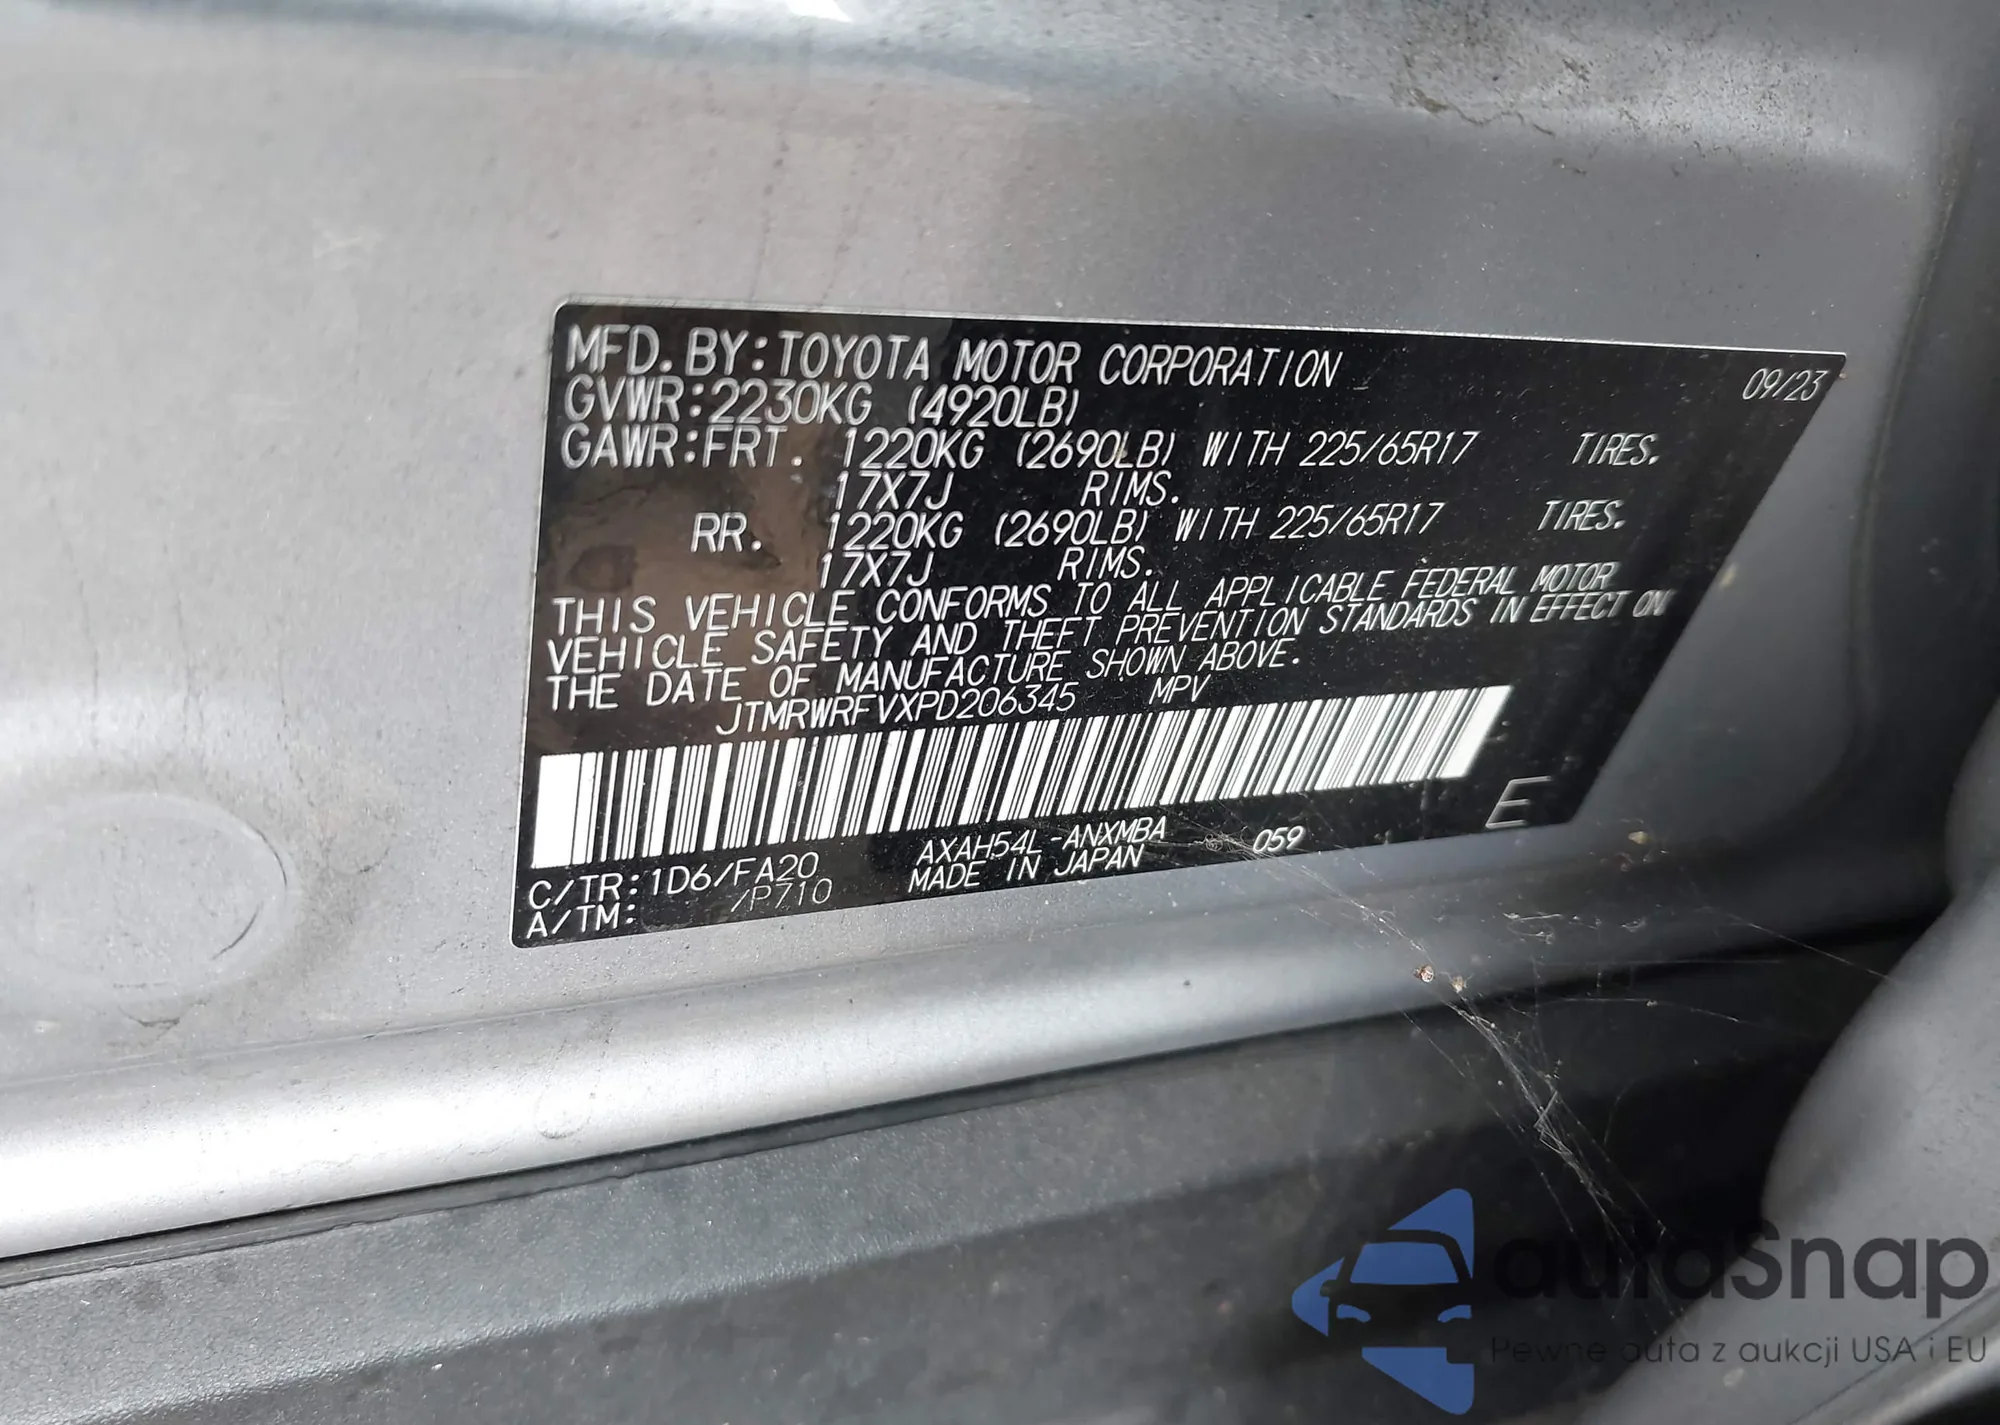 MFD.BY:TOYOTA MOTOR CORPORATION 09/23
GVWR:2230KG (4920LB)
GAWR:FRT. 1220KG (2690LB) WITH 225/65R17 TIRES.
17X7J RIMS.
RR. 1220KG (2690LB) WITH 225/65R17 TIRES.
17X7J RIMS.
THIS VEHICLE CONFORMS TO ALL APPLICABLE FEDERAL MOTOR
VEHICLE SAFETY AND THEFT PREVENTION STANDARDS IN EFFECT ON
THE DATE OF MANUFACTURE SHOWN ABOVE.
JTMRWRFVXPD206345 MPV
E
C/TR:1D6/FA20 AXAH54L-ANXMBA 059
A/TM: /P710 MADE IN JAPAN
autaSnap
Pewne auta z aukcji USA i EU